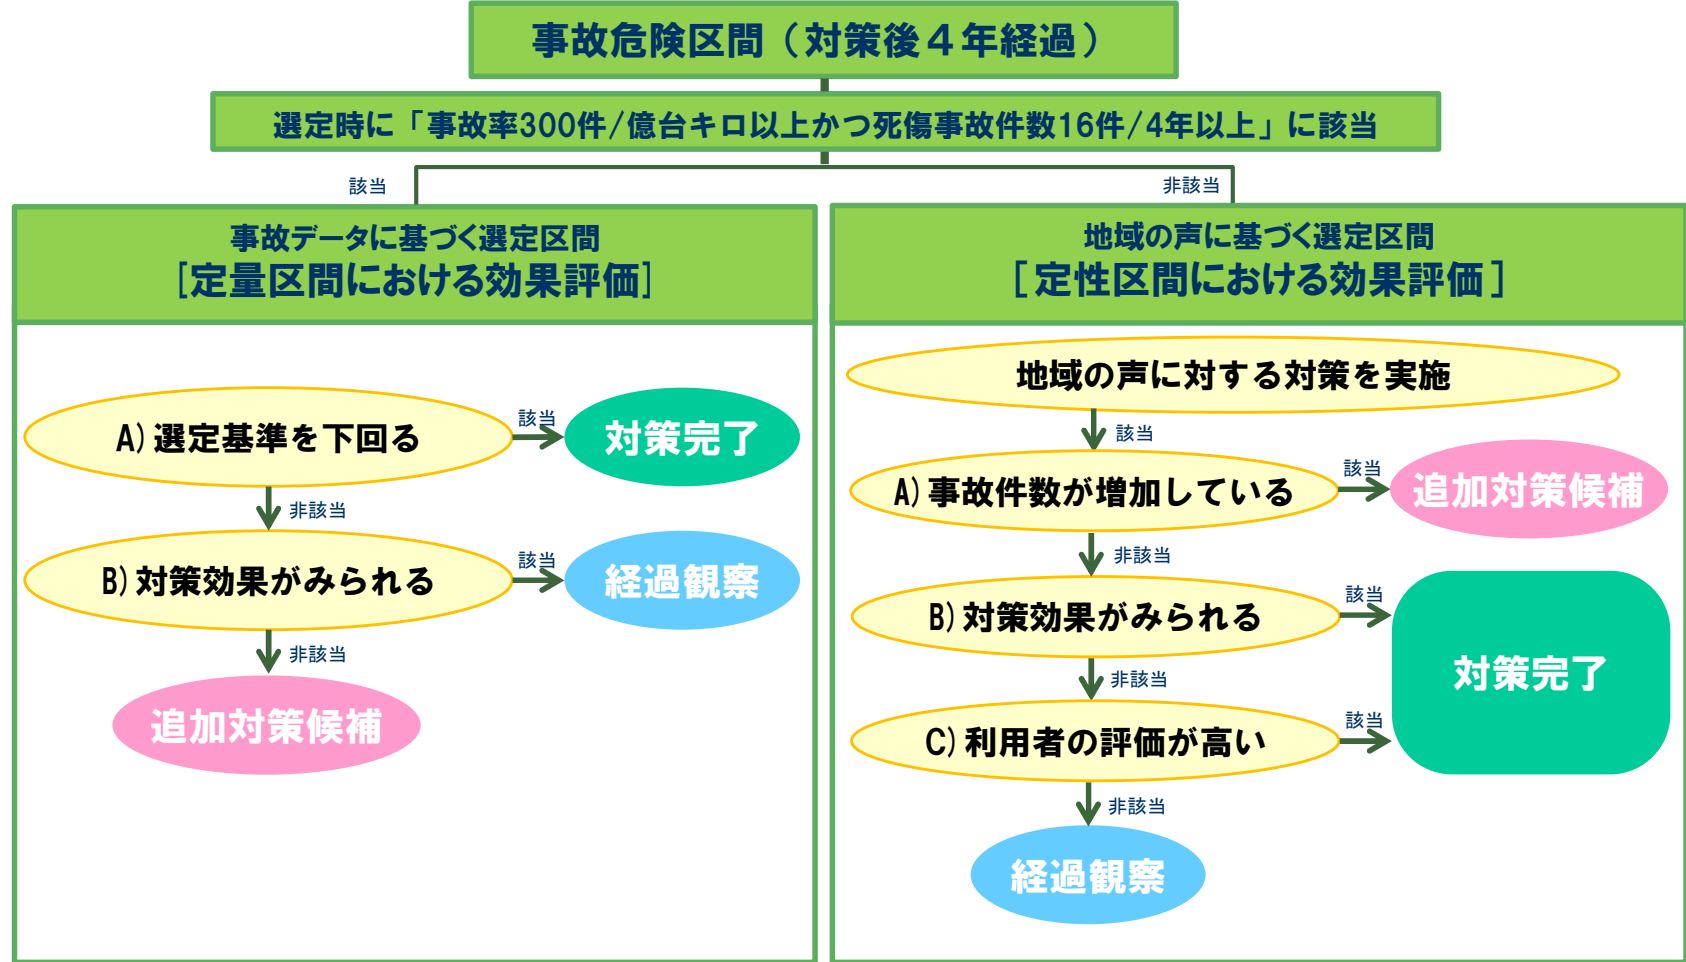 事故危険区間（対策後４年経過）
選定時に「事故率300件/億台キロ以上かつ死傷事故件数16件/4年以上」に該当
該当
非該当
事故データに基づく選定区間
[定量区間における効果評価]
A)選定基準を下回る
該当
対策完了
非該当
B)対策効果がみられる
該当
経過観察
非該当
追加対策候補
地域の声に基づく選定区間
[定性区間における効果評価]
地域の声に対する対策を実施
該当
A)事故件数が増加している
該当
追加対策候補
非該当
B)対策効果がみられる
該当
対策完了
非該当
C)利用者の評価が高い
該当
非該当
経過観察